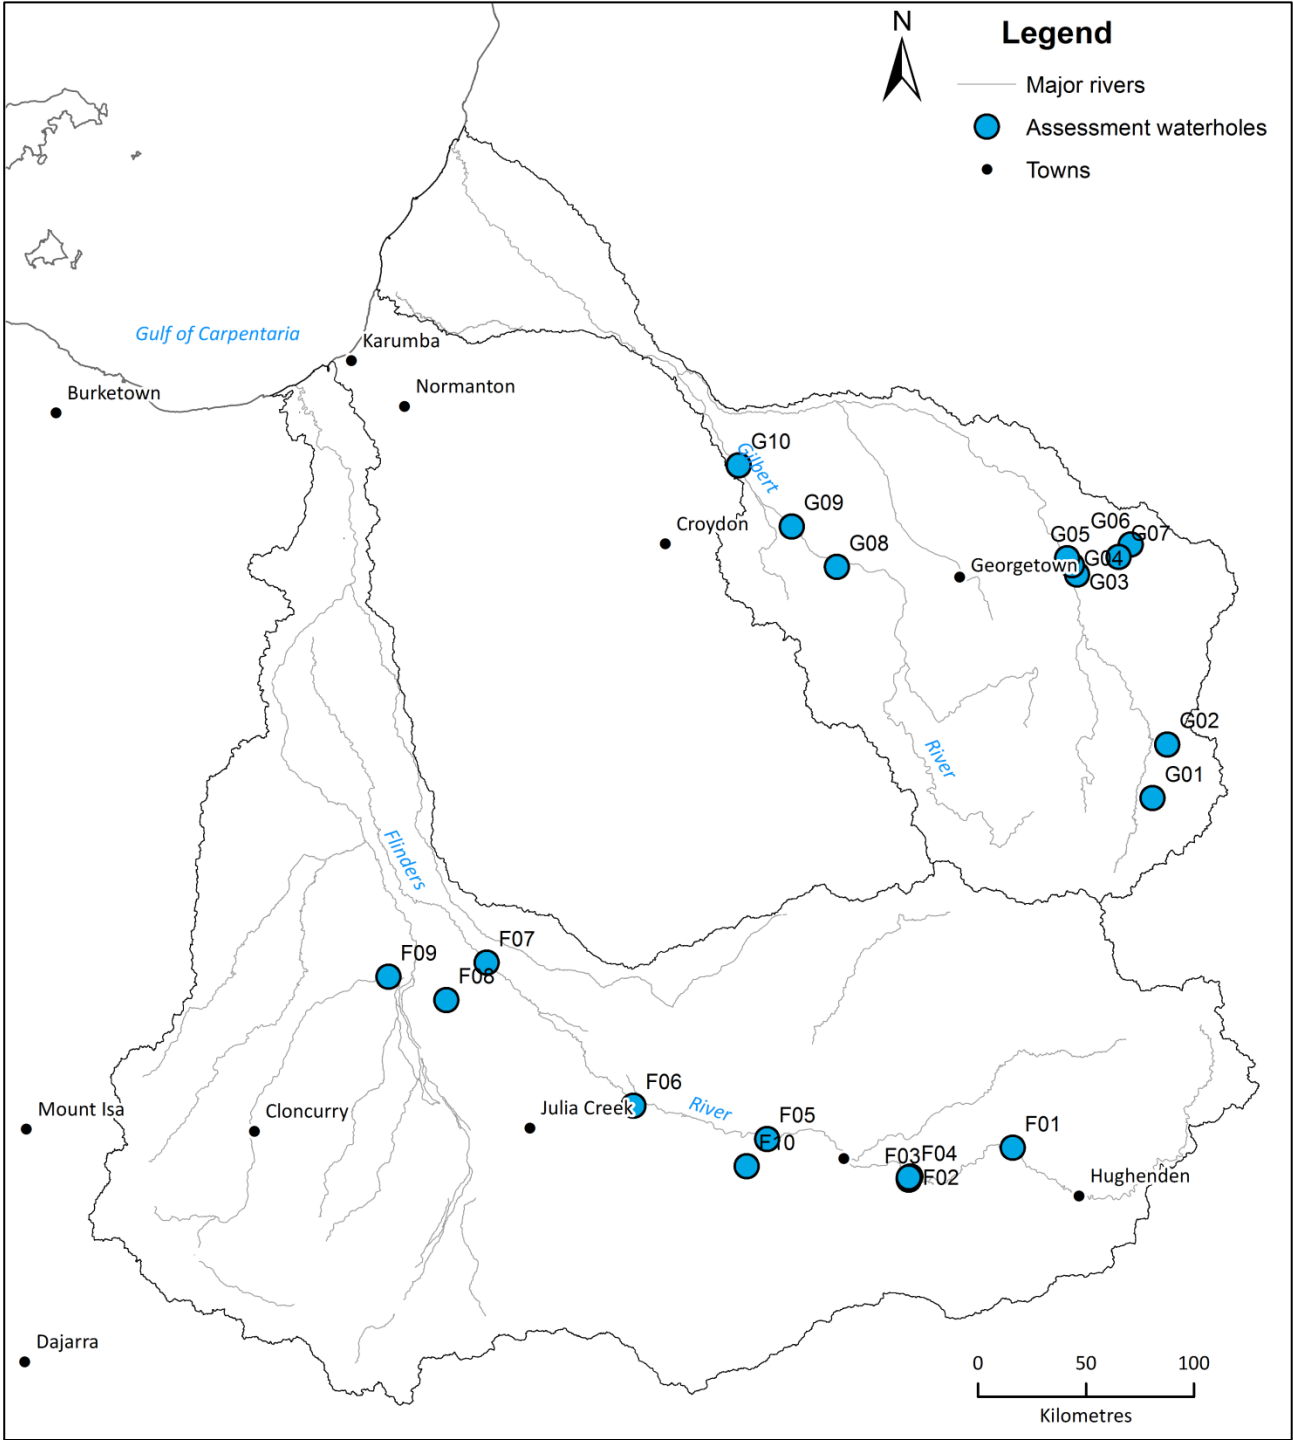 N
Legend
Major rivers
Assessment waterholes
Towns
Gulf of Carpentaria
Karumba
Burketown
Normanton
G10
Gilbert
G09
Croydon
G08
G06
G05
G07
G04
Georgetown
G03
G02
G01
River
Flinders
F07
F09
F08
F06
Mount Isa
Cloncurry
Julia Creek
River
F05
F10
F01
F03
F04
F02
Hughenden
Dajarra
0 50 100
Kilometres